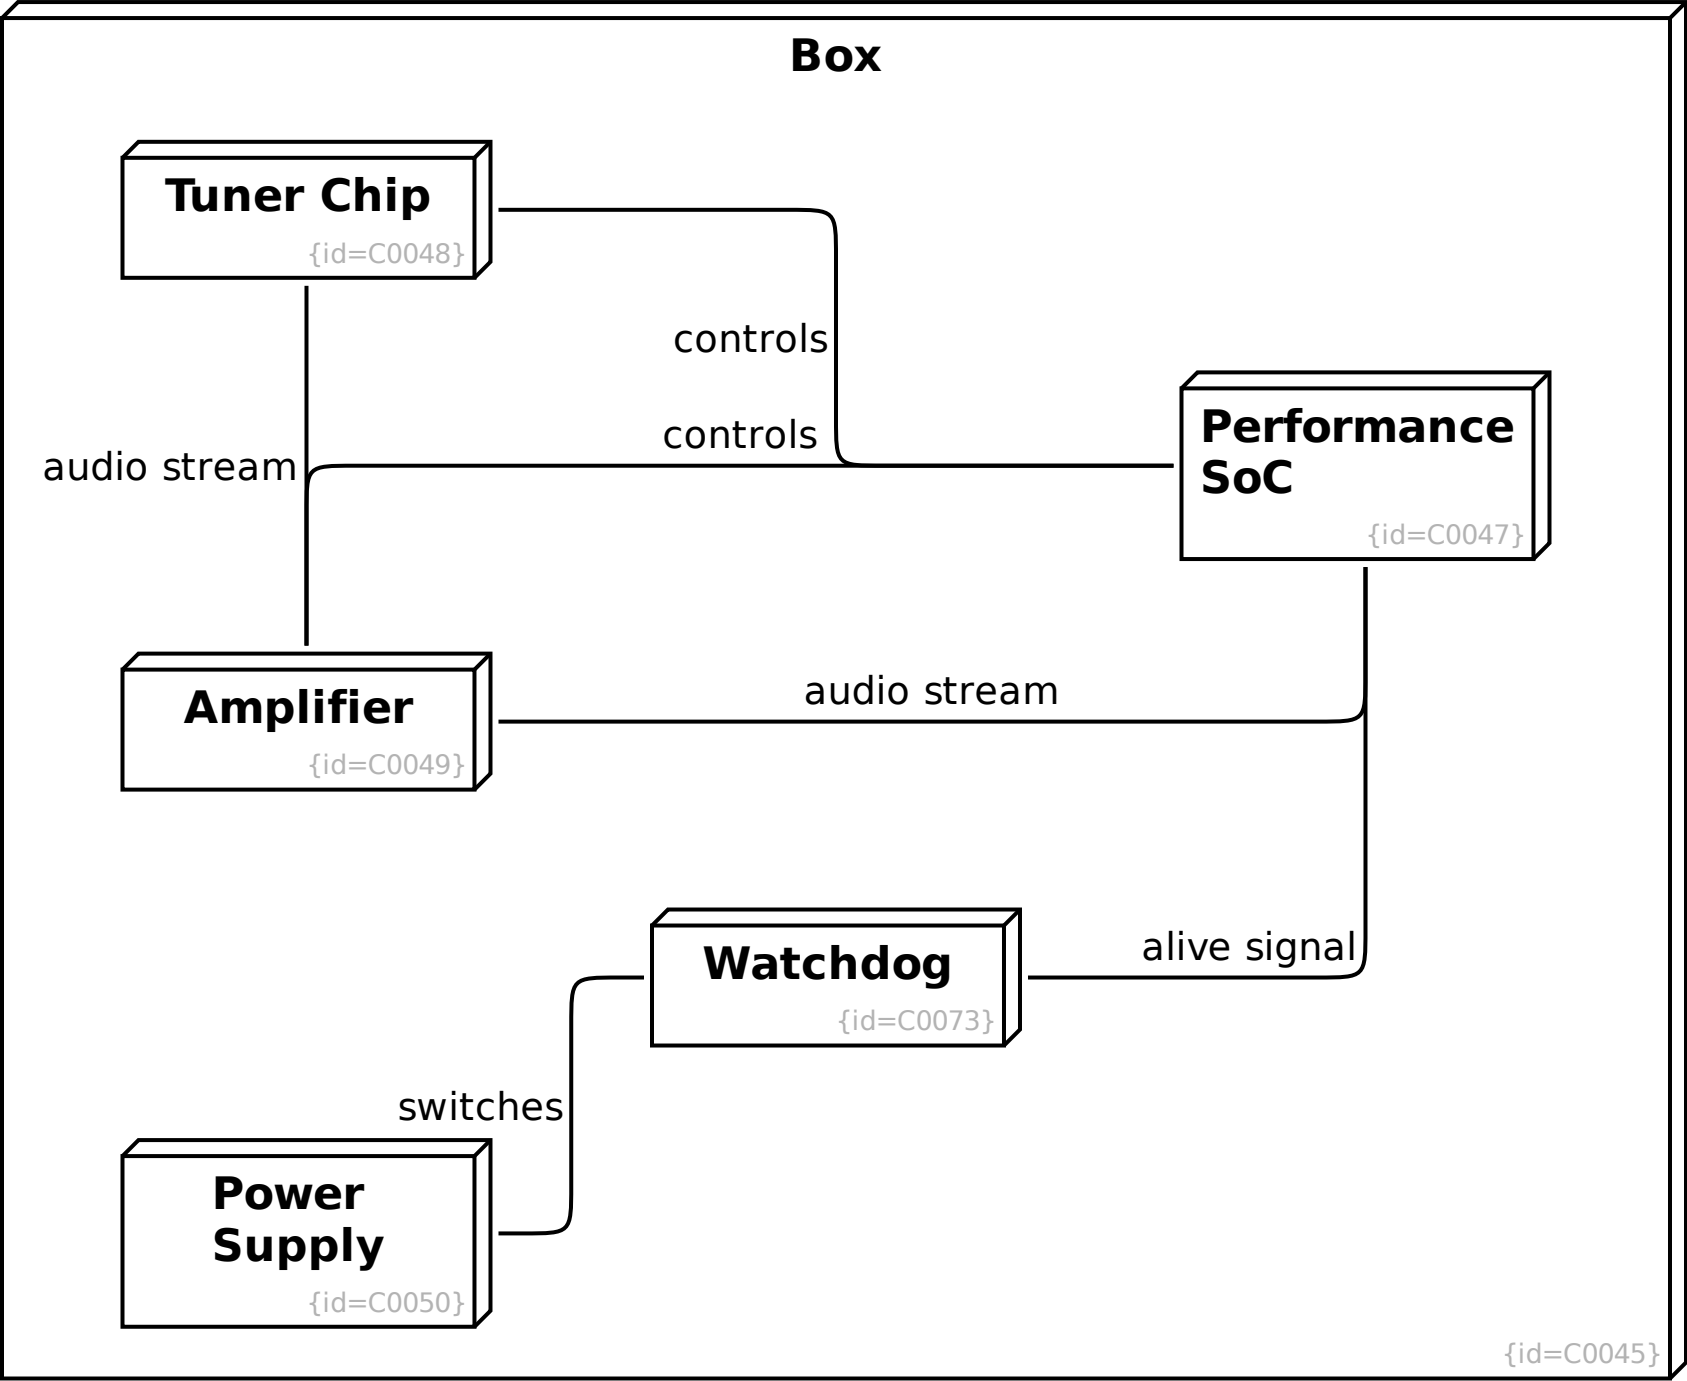 Box
Tuner Chip
{id=C0048}
controls
controls
audio stream
Performance
SoC
{id=C0047}
Amplifier
{id=C0049}
audio stream
Watchdog
{id=C0073}
alive signal
switches
Power
Supply
{id=C0050}
{id=C0045}